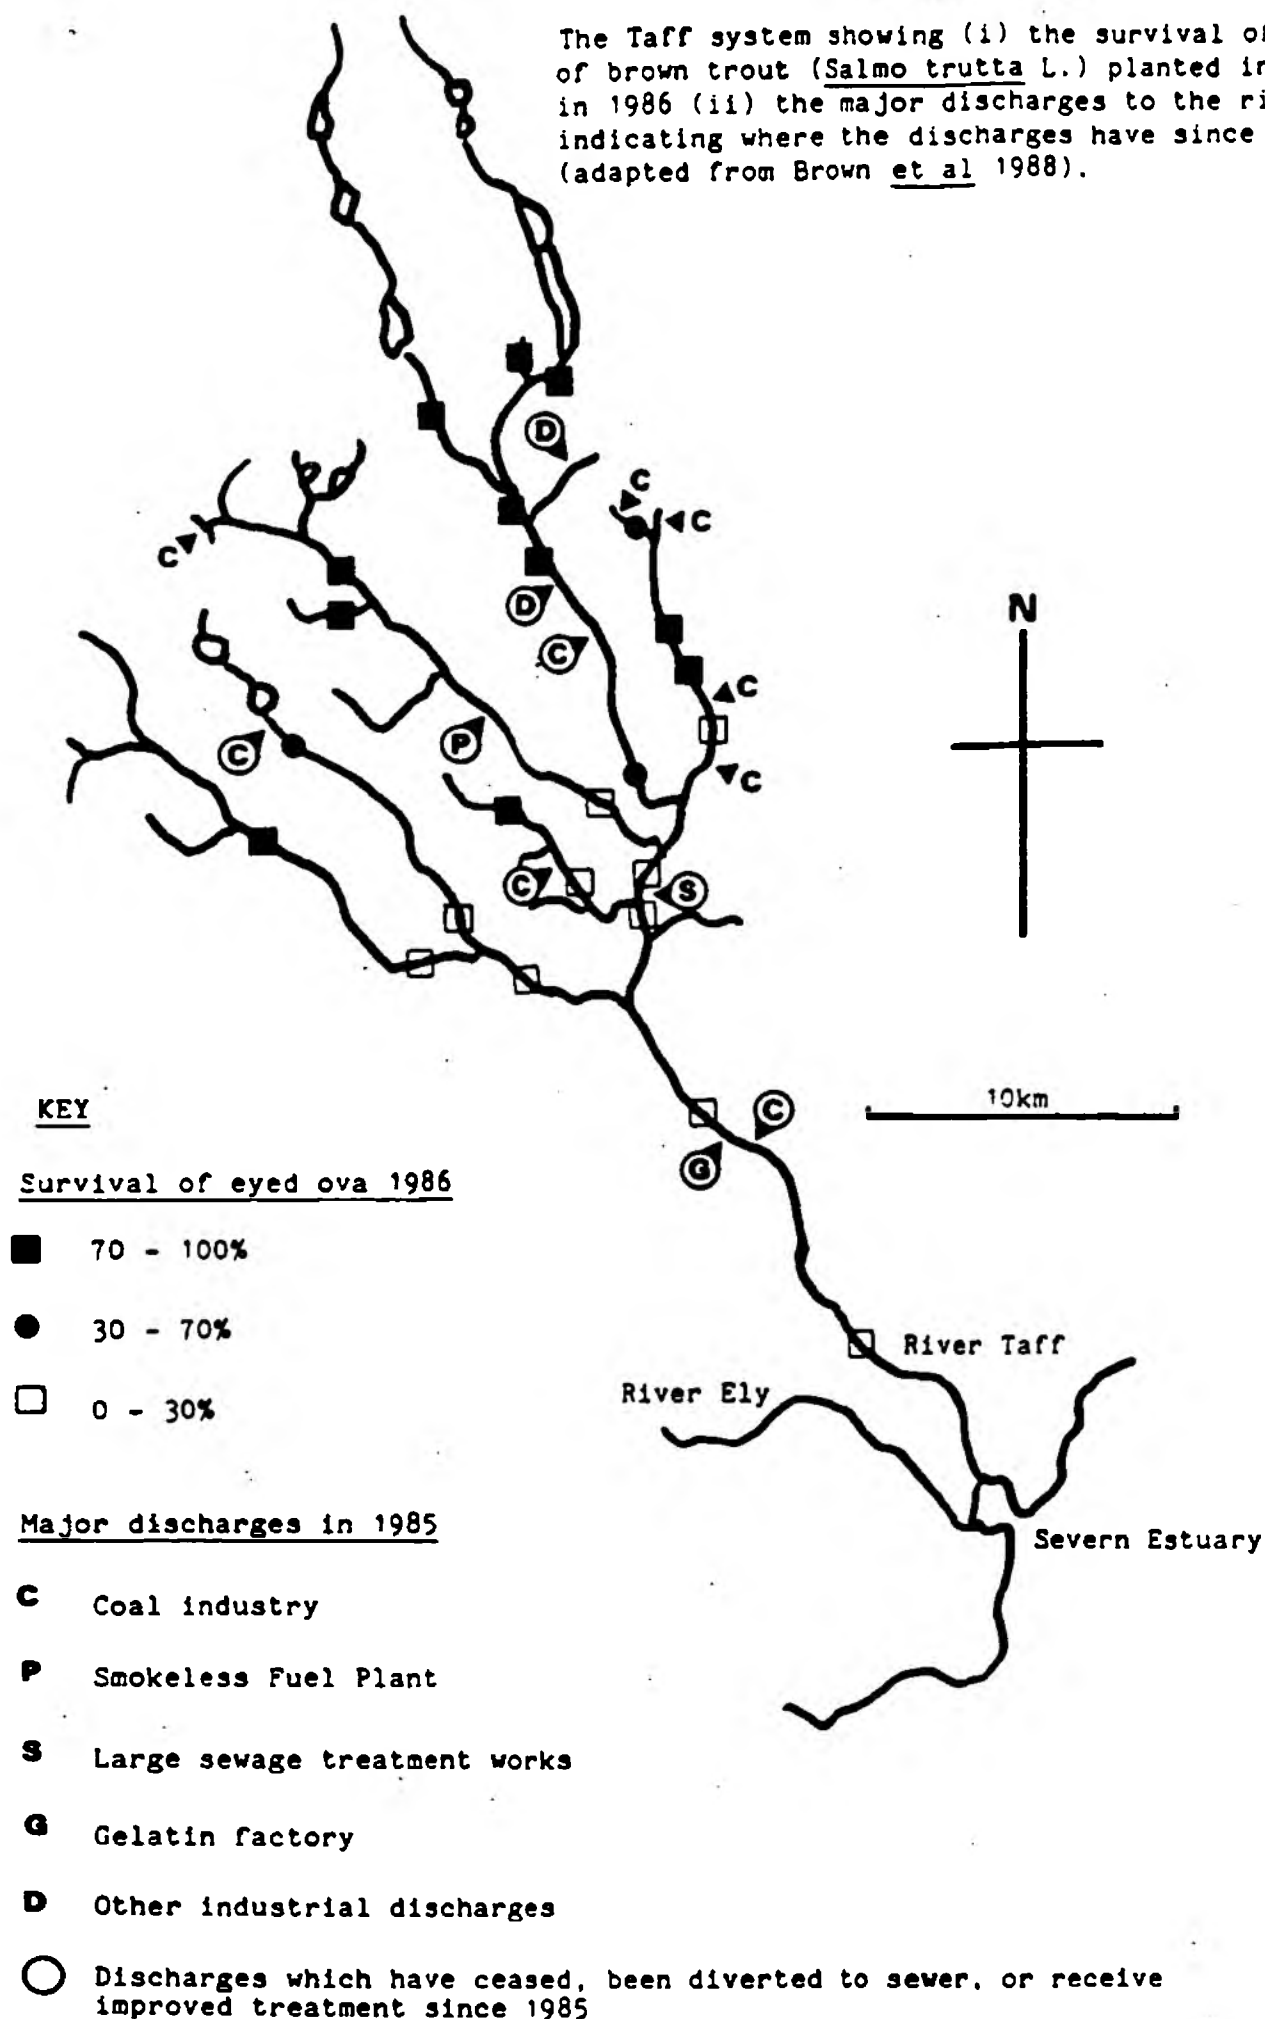 The Taff system showing (i) the survival of
of brown trout (Salmo trutta L.) planted in
in 1986 (ii) the major discharges to the ri
indicating where the discharges have since
(adapted from Brown et al 1988).
D
C
C
C
D
C
N
C
P
C
C
C
S
10km
C
G
KEY
Survival of eyed ova 1986
70 - 100%
30 - 70%
0 - 30%
River Taff
River Ely
Severn Estuary
Major discharges in 1985
C Coal industry
P Smokeless Fuel Plant
S Large sewage treatment works
G Gelatin factory
D Other industrial discharges
Discharges which have ceased, been diverted to sewer, or receive
improved treatment since 1985